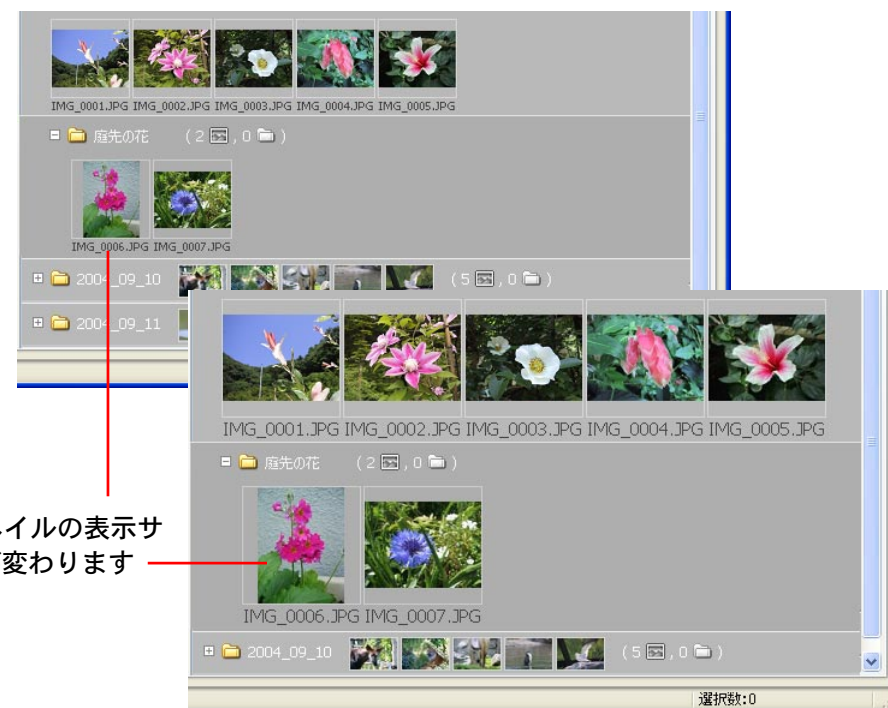 IMG_0001.JPG IMG_0002.JPG IMG_0003.JPG IMG_0004.JPG IMG_0005.JPG
庭先の花 (2 , 0 )
IMG_0006.JPG IMG_0007.JPG
2004_09_10 (5 , 0 )
2004_09_11
IMG_0001.JPG IMG_0002.JPG IMG_0003.JPG IMG_0004.JPG IMG_0005.JPG
庭先の花 (2 , 0 )
IMG_0006.JPG IMG_0007.JPG
2004_09_10 (5 , 0 )
選択数:0
ネイルの表示サ
変わります